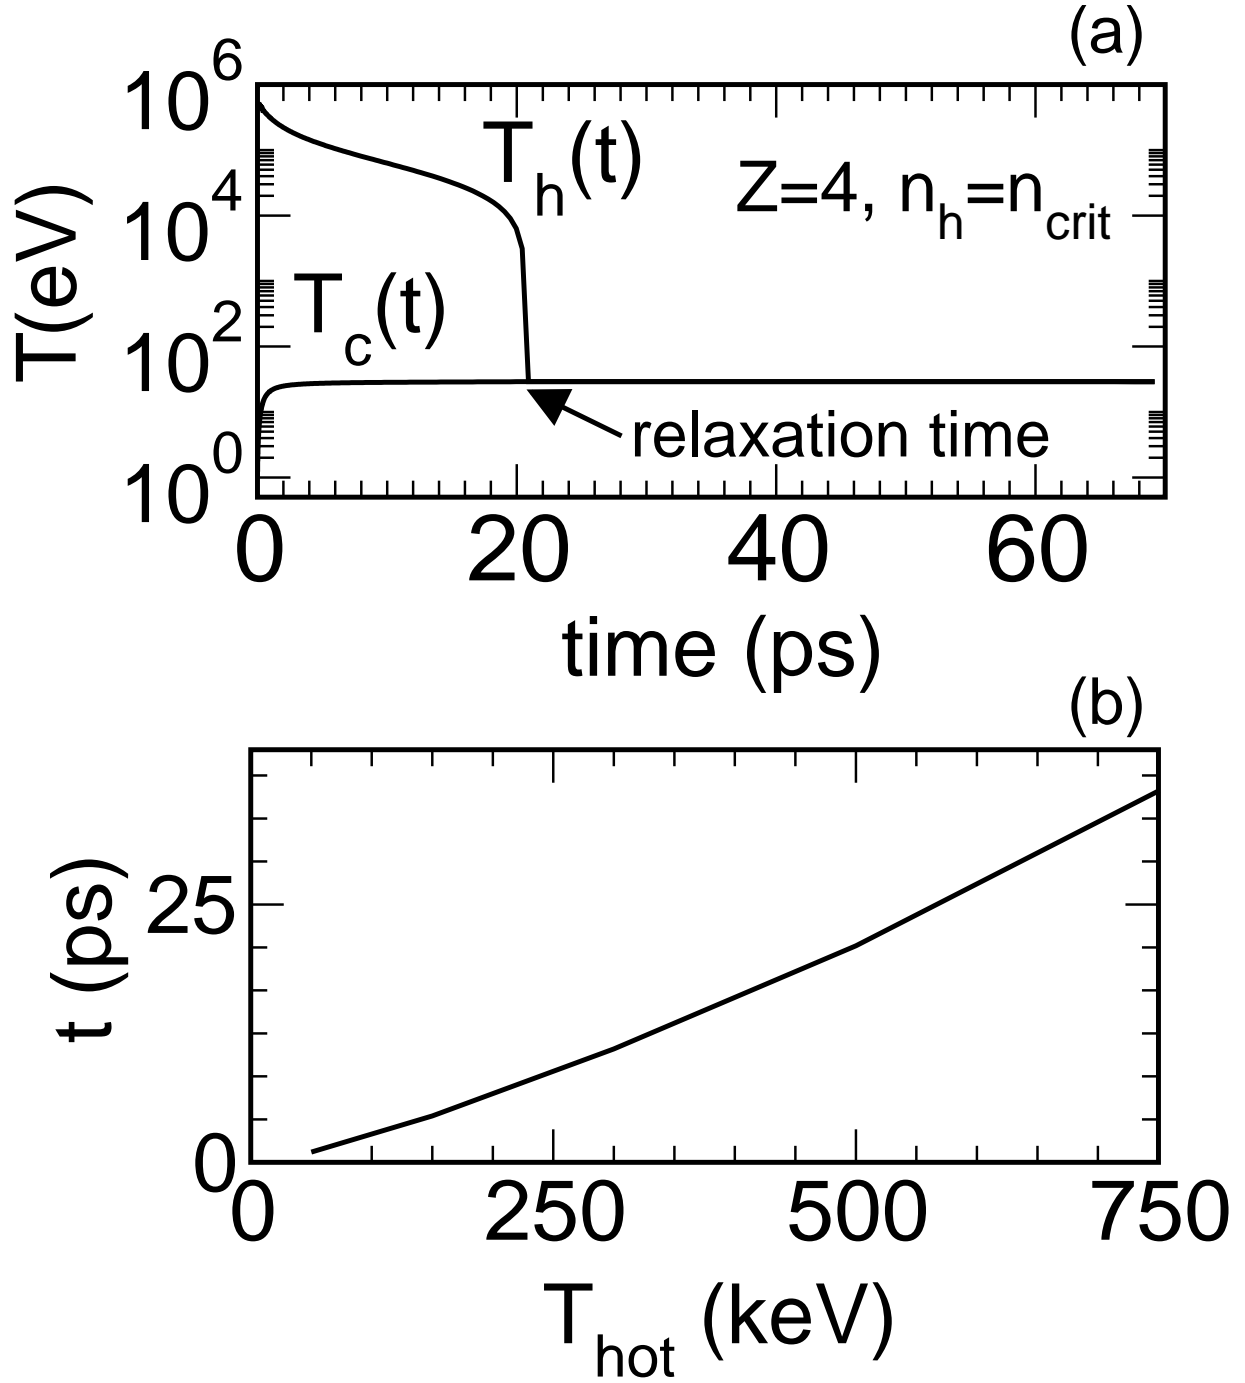 (a)
10^6
10^4
10^2
10^0
T(eV)
T_h(t)
Z=4, n_h=n_crit
T_c(t)
relaxation time
0 20 40 60
time (ps)
(b)
25
0
t (ps)
0 250 500 750
T_hot (keV)